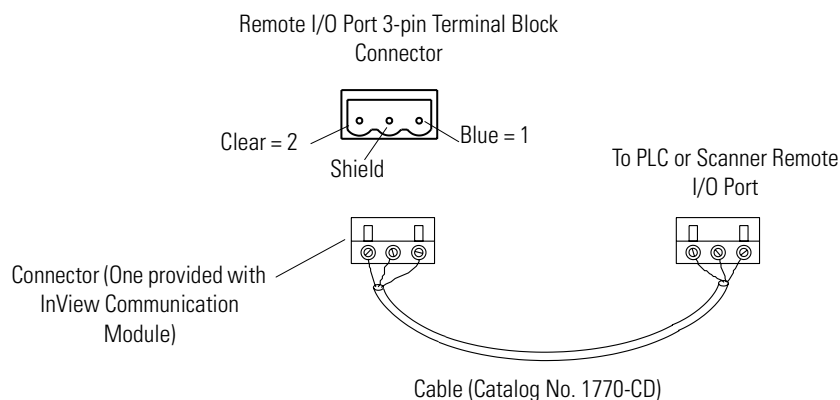 Remote I/O Port 3-pin Terminal Block
Connector
Clear = 2
Blue = 1
Shield
To PLC or Scanner Remote
I/O Port
Connector (One provided with
InView Communication
Module)
Cable (Catalog No. 1770-CD)